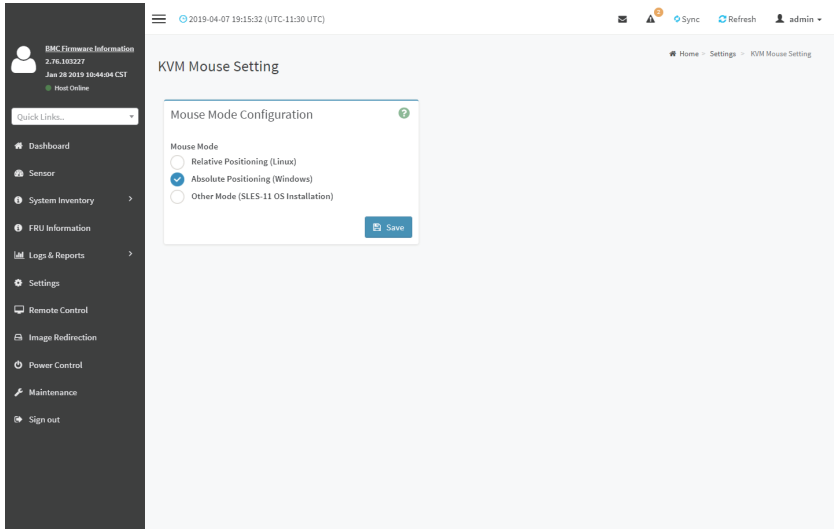 2019-04-07 19:15:32 (UTC-11:30 UTC)
2
Sync
Refresh
admin
BMC Firmware Information
2.76.103227
Jan 28 2019 10:44:04 CST
Host Online
Quick Links..
Dashboard
Sensor
System Inventory
FRU Information
Logs & Reports
Settings
Remote Control
Image Redirection
Power Control
Maintenance
Sign out
KVM Mouse Setting
Home > Settings > KVM Mouse Setting
Mouse Mode Configuration
?
Mouse Mode
Relative Positioning (Linux)
Absolute Positioning (Windows)
Other Mode (SLES-11 OS Installation)
Save